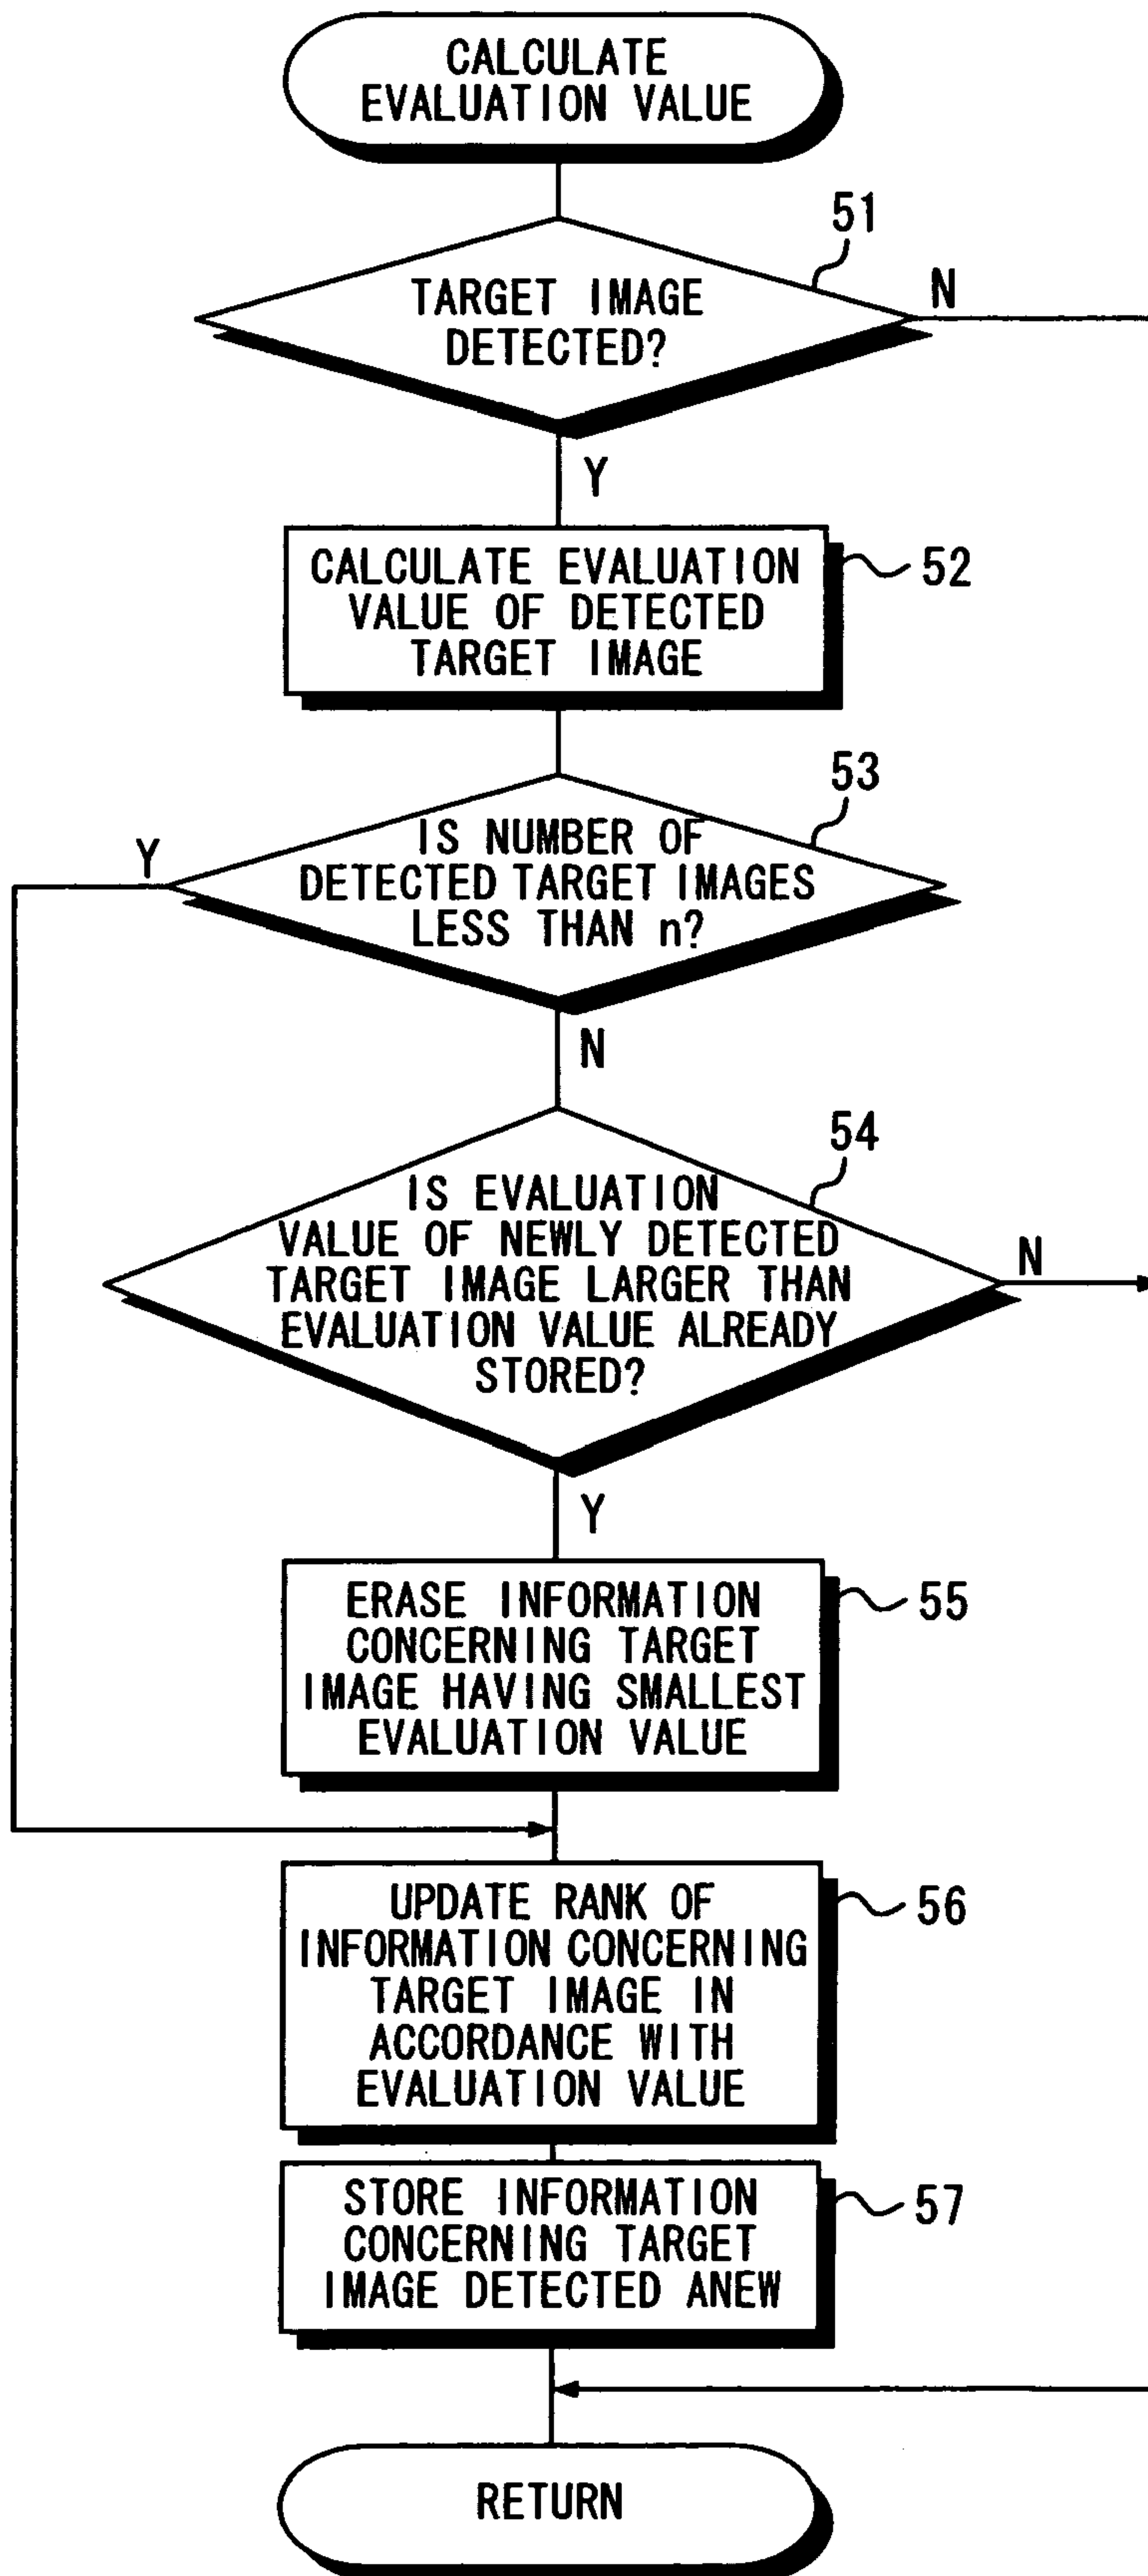 CALCULATE
EVALUATION VALUE
51
TARGET IMAGE
DETECTED?
N
Y
CALCULATE EVALUATION
VALUE OF DETECTED
TARGET IMAGE
52
53
IS NUMBER OF
DETECTED TARGET IMAGES
LESS THAN n?
Y
N
54
IS EVALUATION
VALUE OF NEWLY DETECTED
TARGET IMAGE LARGER THAN
EVALUATION VALUE ALREADY
STORED?
N
Y
ERASE INFORMATION
CONCERNING TARGET
IMAGE HAVING SMALLEST
EVALUATION VALUE
55
UPDATE RANK OF
INFORMATION CONCERNING
TARGET IMAGE IN
ACCORDANCE WITH
EVALUATION VALUE
56
STORE INFORMATION
CONCERNING TARGET
IMAGE DETECTED ANEW
57
RETURN